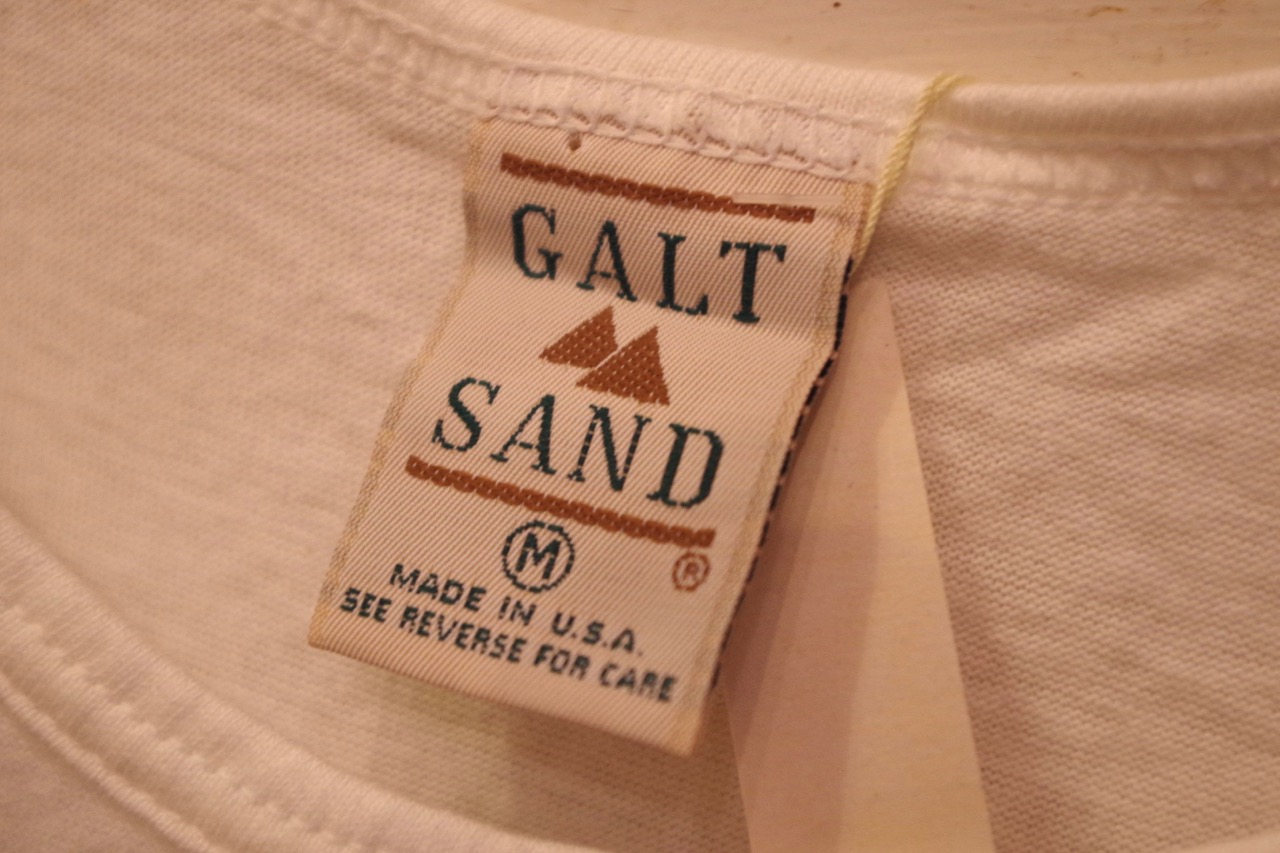 GALT
SAND
M
®
MADE IN U.S.A.
SEE REVERSE FOR CARE